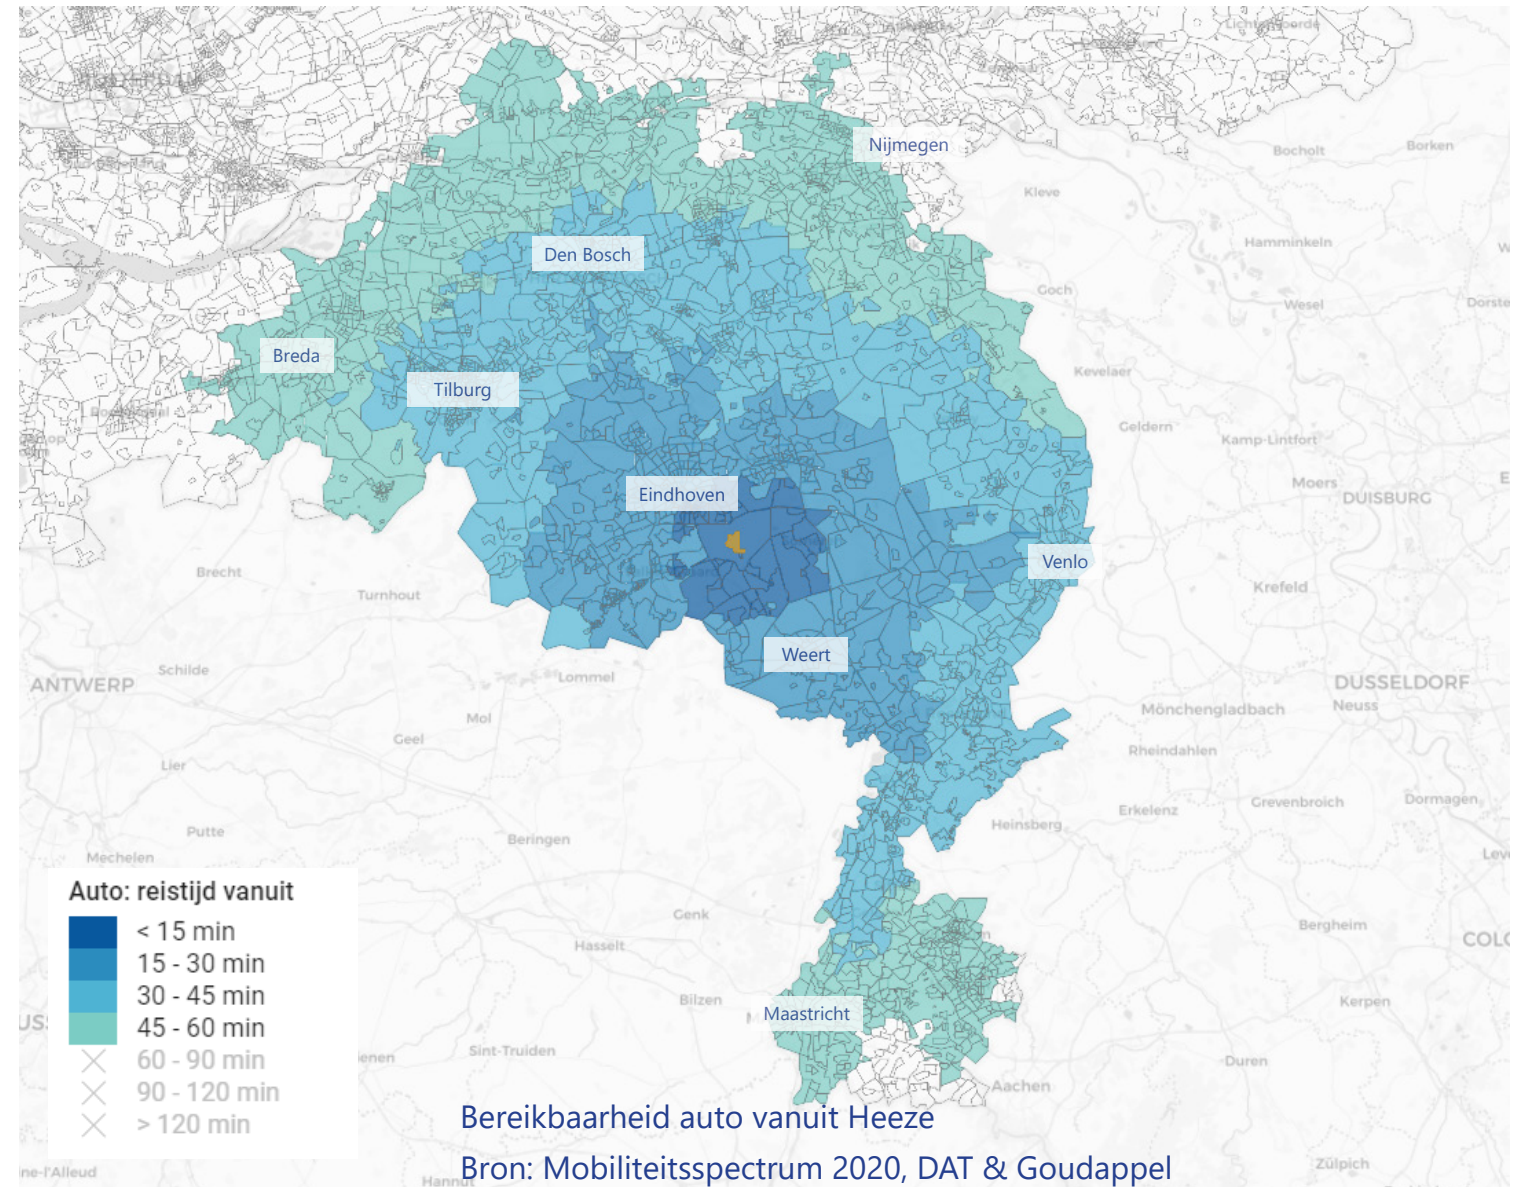 Nijmegen
Bocholt
Borken
Kleve
Hamminkeln
Den Bosch
Goch
Wesel
Dorste
Breda
Kevelaer
Tilburg
Geldern
Kamp-Lintfort
Moers
DUISBURG
Eindhoven
Venlo
Brecht
Turnhout
Krefeld
Weert
Schilde
Lommel
ANTWERP
DUSSELDORF
Neuss
Mönchengladbach
Mol
Geel
Rheindahlen
Lier
Grevenbroich
Dormagen
Erkelenz
Heinsberg
Putte
Beringen
Mechelen
Auto: reistijd vanuit
< 15 min
15 - 30 min
30 - 45 min
45 - 60 min
60 - 90 min
90 - 120 min
> 120 min
Genk
Hasselt
Bergheim
Bilzen
Maastricht
Kerpen
Sint-Truiden
Duren
Aachen
Bereikbaarheid auto vanuit Heeze
Bron: Mobiliteitsspectrum 2020, DAT & Goudappel
Zülpich
ne-l'Alleud
Hannut